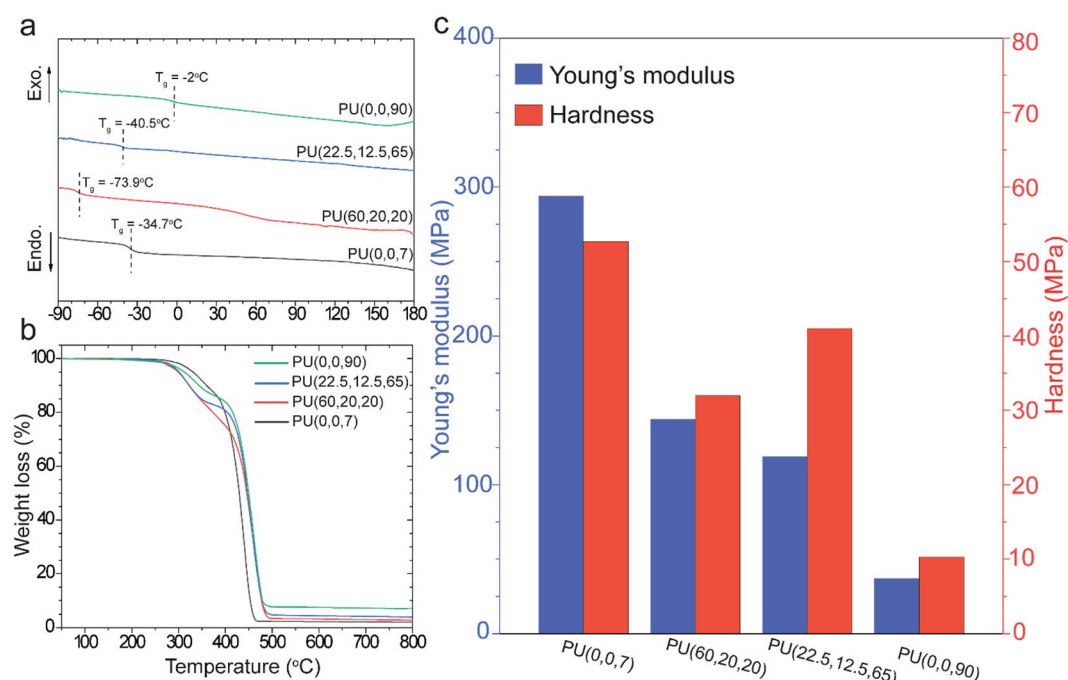 a
Exo.
Endo.
T_g = -2°C
PU(0,0,90)
T_g = -40.5°C
PU(22.5,12.5,65)
T_g = -73.9°C
PU(60,20,20)
T_g = -34.7°C
PU(0,0,7)
-90 -60 -30 0 30 60 90 120 150 180
b
Weight loss (%)
100
80
60
40
20
0
PU(0,0,90)
PU(22.5,12.5,65)
PU(60,20,20)
PU(0,0,7)
100 200 300 400 500 600 700 800
Temperature (°C)
c
Young's modulus (MPa)
400
300
200
100
0
Young's modulus
Hardness
80
70
60
50
40
30
20
10
0
Hardness (MPa)
PU(0,0,7)
PU(60,20,20)
PU(22.5,12.5,65)
PU(0,0,90)